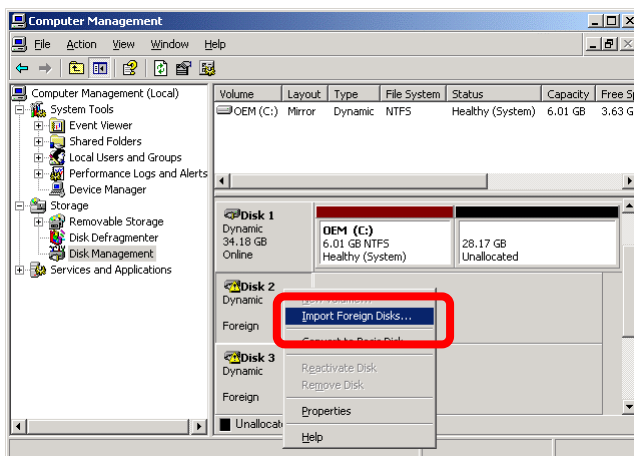 Computer Management
File Action View Window Help
Computer Management (Local)
System Tools
Event Viewer
Shared Folders
Local Users and Groups
Performance Logs and Alerts
Device Manager
Storage
Removable Storage
Disk Defragmenter
Disk Management
Services and Applications
Volume Layout Type File System Status Capacity Free Sp
OEM (C:) Mirror Dynamic NTFS Healthy (System) 6.01 GB 3.63 G
Disk 1
Dynamic
34.18 GB
Online
OEM (C:)
6.01 GB NTFS
Healthy (System)
28.17 GB
Unallocated
Disk 2
Dynamic
Foreign
Import Foreign Disks...
Convert to Basic Disk
Disk 3
Dynamic
Foreign
Reactivate Disk
Remove Disk
Properties
Help
Unallocat